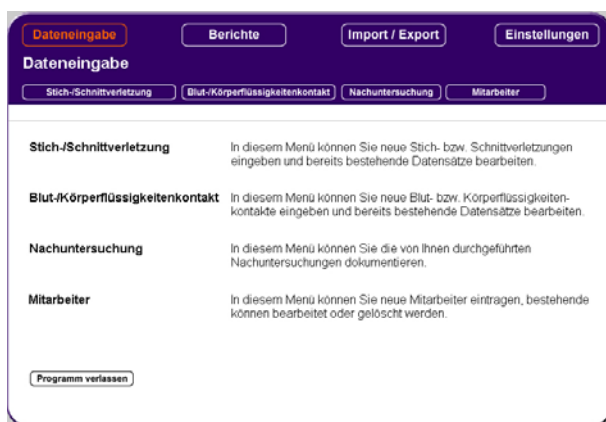 Dateneingabe Berichte Import / Export Einstellungen
Dateneingabe
Stich-/Schnittverletzung Blut-/Körperflüssigkeitenkontakt Nachuntersuchung Mitarbeiter
Stich-/Schnittverletzung In diesem Menü können Sie neue Stich- bzw. Schnittverletzungen
eingeben und bereits bestehende Datensätze bearbeiten.
Blut-/Körperflüssigkeitenkontakt In diesem Menü können Sie neue Blut- bzw. Körperflüssigkeiten-
kontakte eingeben und bereits bestehende Datensätze bearbeiten.
Nachuntersuchung In diesem Menü können Sie die von Ihnen durchgeführten
Nachuntersuchungen dokumentieren.
Mitarbeiter In diesem Menü können Sie neue Mitarbeiter eintragen, bestehende
können bearbeitet oder gelöscht werden.
Programm verlassen